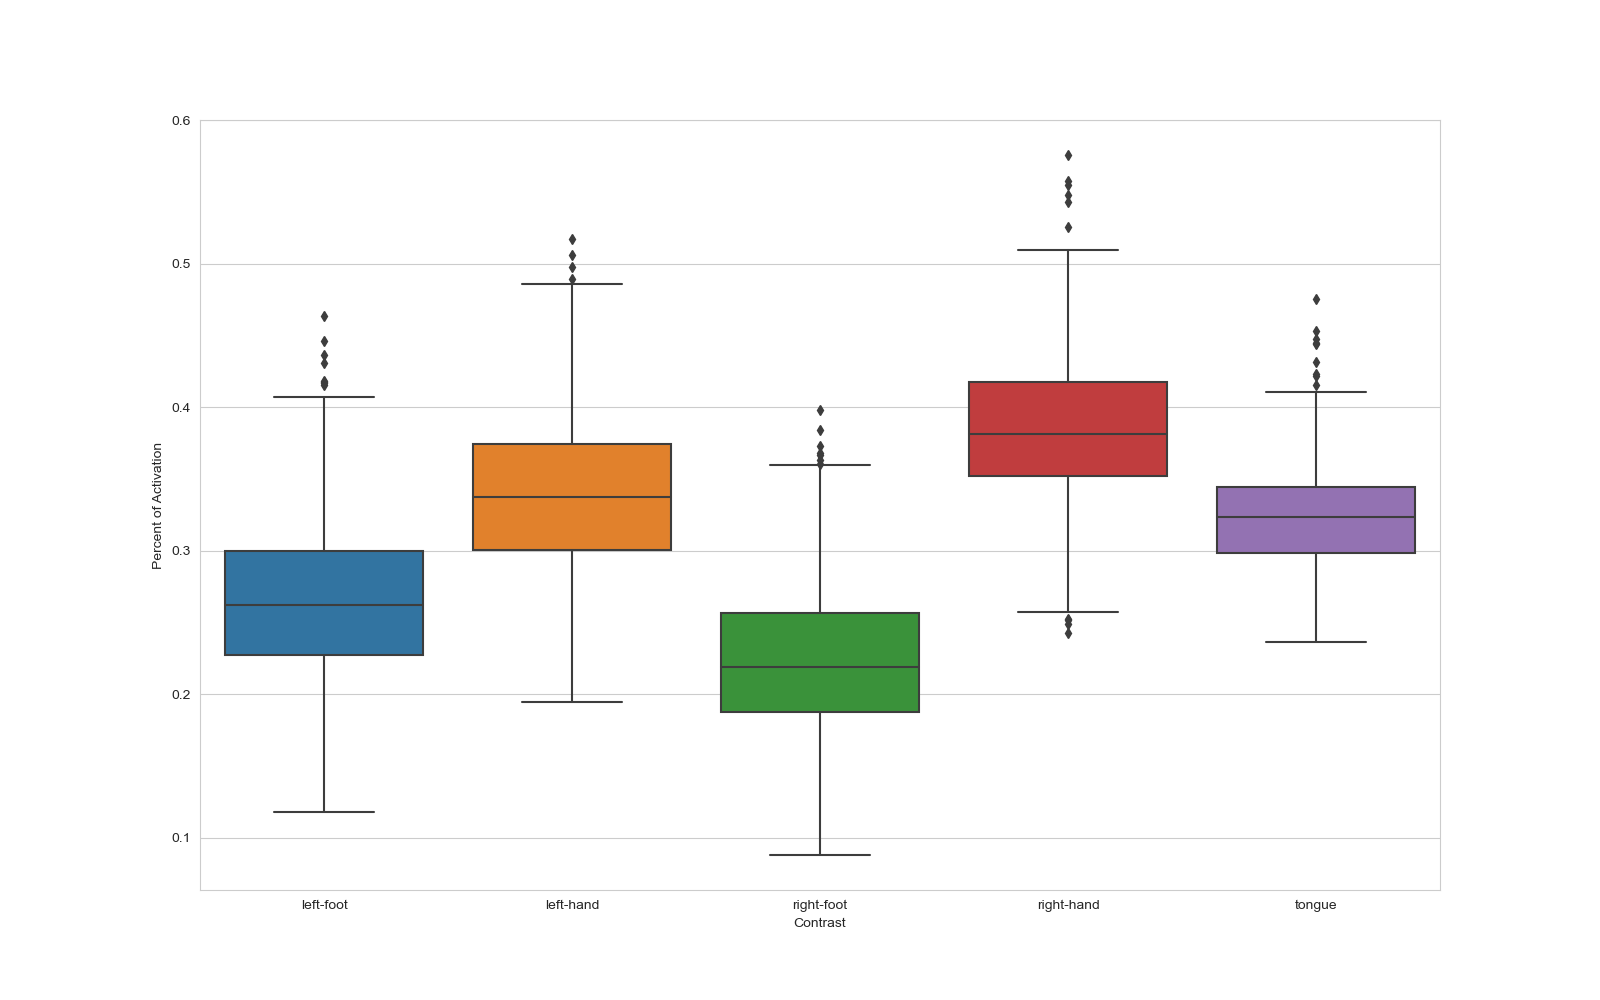 0.6
0.5
0.4
0.3
0.2
0.1
Percent of Activation
left-foot left-hand right-foot right-hand tongue
Contrast